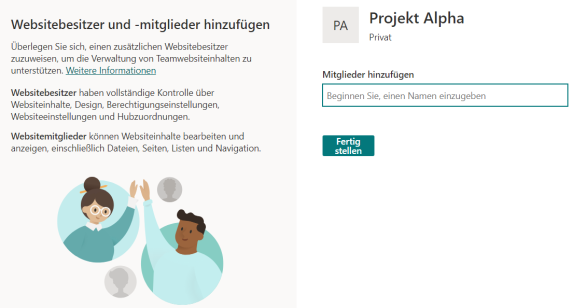 Websitebesitzer und -mitglieder hinzufügen
Überlegen Sie sich, einen zusätzlichen Websitebesitzer
zuzuweisen, um die Verwaltung von Teamwebsiteinhalten zu
unterstützen. Weitere Informationen
Websitebesitzer haben vollständige Kontrolle über
Websiteinhalte, Design, Berechtigungseinstellungen,
Websiteeinstellungen und Hubzuordnungen.
Websitemitglieder können Websiteinhalte bearbeiten und
anzeigen, einschließlich Dateien, Seiten, Listen und Navigation.
PA
Projekt Alpha
Privat
Mitglieder hinzufügen
Beginnen Sie, einen Namen einzugeben
Fertig
stellen